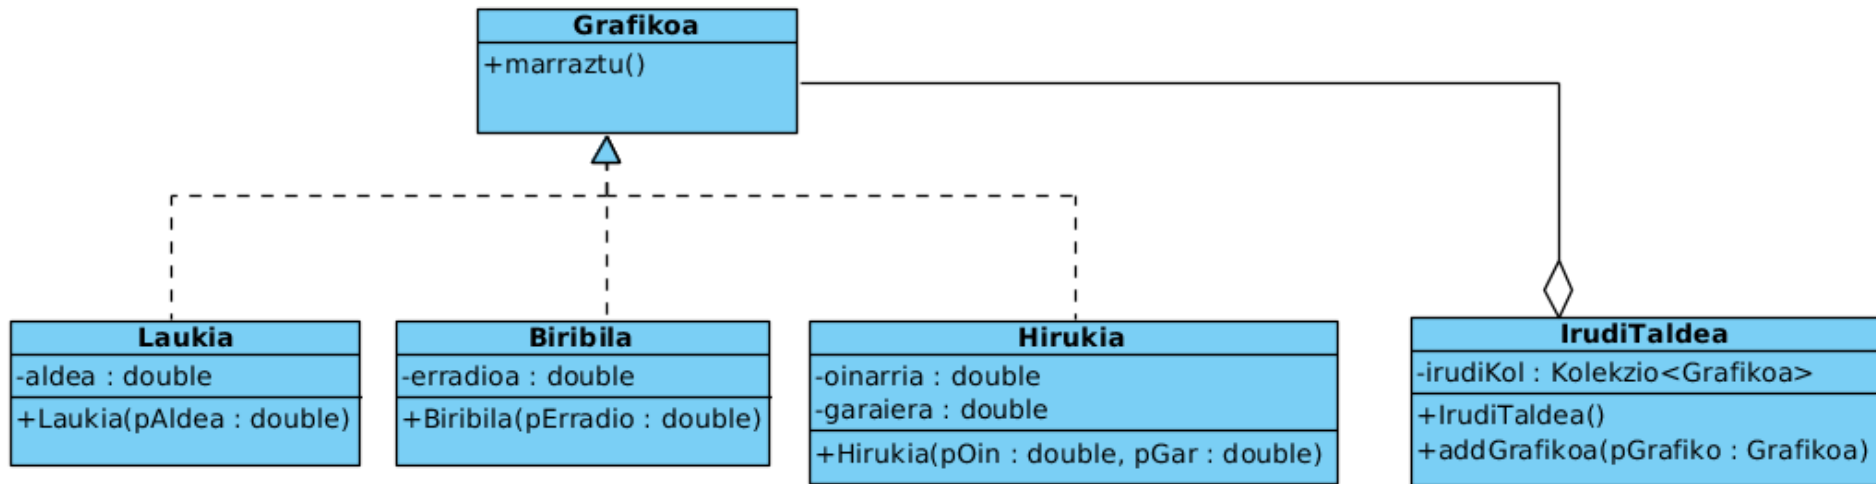 Grafikoa
+marraztu()
Laukia
-aldea : double
+Laukia(pAldea : double)
Biribila
-erradioa : double
+Biribila(pErradio : double)
Hirukia
-oinarria : double
-garaiera : double
+Hirukia(pOin : double, pGar : double)
IrudiTaldea
-irudiKol : Kolekzio<Grafikoa>
+IrudiTaldea()
+addGrafikoa(pGrafiko : Grafikoa)